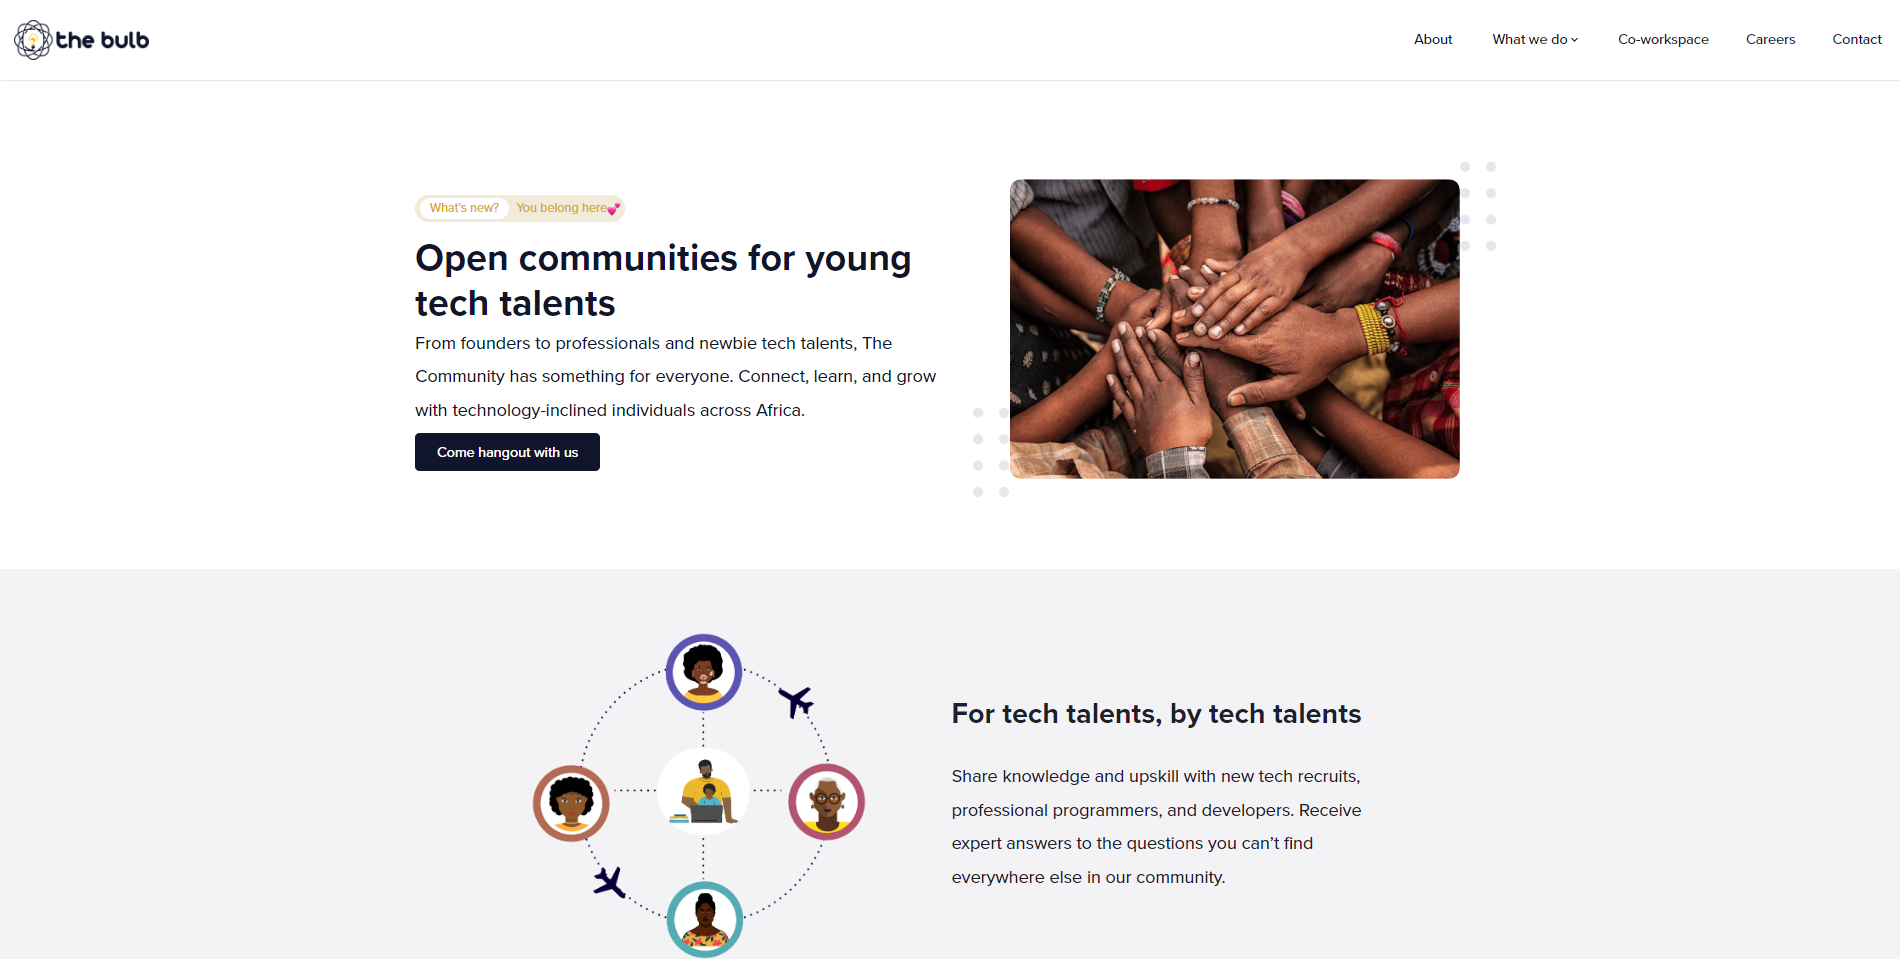 the bulb
About
What we do
Co-workspace
Careers
Contact
What's new? You belong here💕
Open communities for young
tech talents
From founders to professionals and newbie tech talents, The
Community has something for everyone. Connect, learn, and grow
with technology-inclined individuals across Africa.
Come hangout with us
For tech talents, by tech talents
Share knowledge and upskill with new tech recruits,
professional programmers, and developers. Receive
expert answers to the questions you can’t find
everywhere else in our community.